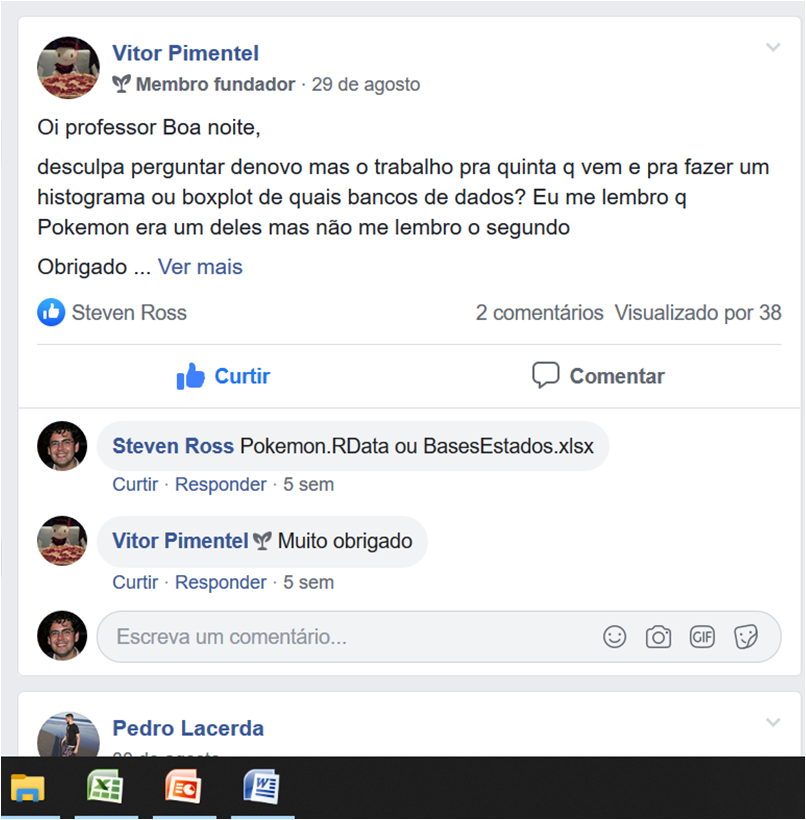 Vitor Pimentel
Membro fundador · 29 de agosto
Oi professor Boa noite,
desculpa perguntar denovo mas o trabalho pra quinta q vem e pra fazer um
histograma ou boxplot de quais bancos de dados? Eu me lembro q
Pokemon era um deles mas não me lembro o segundo
Obrigado ... Ver mais
Steven Ross 2 comentários Visualizado por 38
Curtir Comentar
Steven Ross Pokemon.RData ou BasesEstados.xlsx
Curtir · Responder · 5 sem
Vitor Pimentel Muito obrigado
Curtir · Responder · 5 sem
Escreva um comentário... GIF
Pedro Lacerda
de agosto